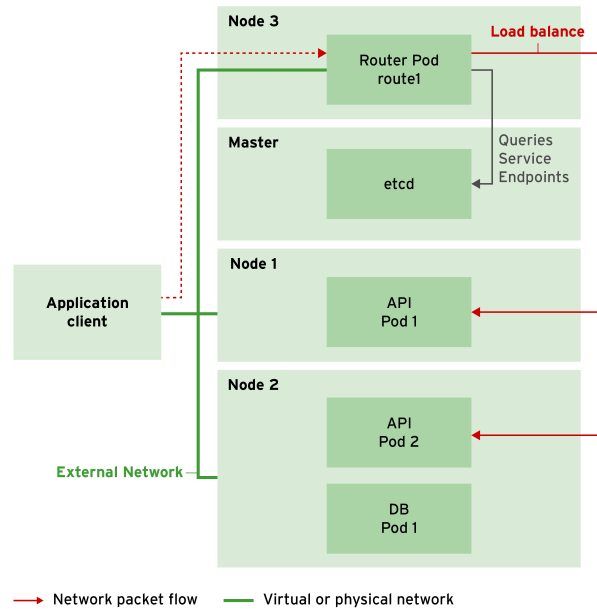 Node 3
Load balance
Router Pod
route1
Master
Queries
Service
Endpoints
etcd
Node 1
Application
client
API
Pod 1
Node 2
API
Pod 2
External Network
DB
Pod 1
Network packet flow
Virtual or physical network